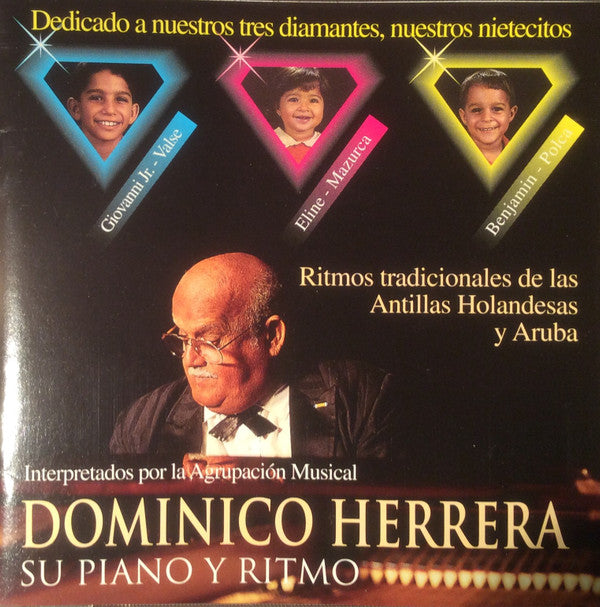 Dedicado a nuestros tres diamantes, nuestros nietecitos
Giovanni Jr. - Valse
Eline - Mazurca
Benjamin - Polca
Ritmos tradicionales de las
Antillas Holandesas
y Aruba
Interpretados por la Agrupación Musical
DOMINICO HERRERA
SU PIANO Y RITMO